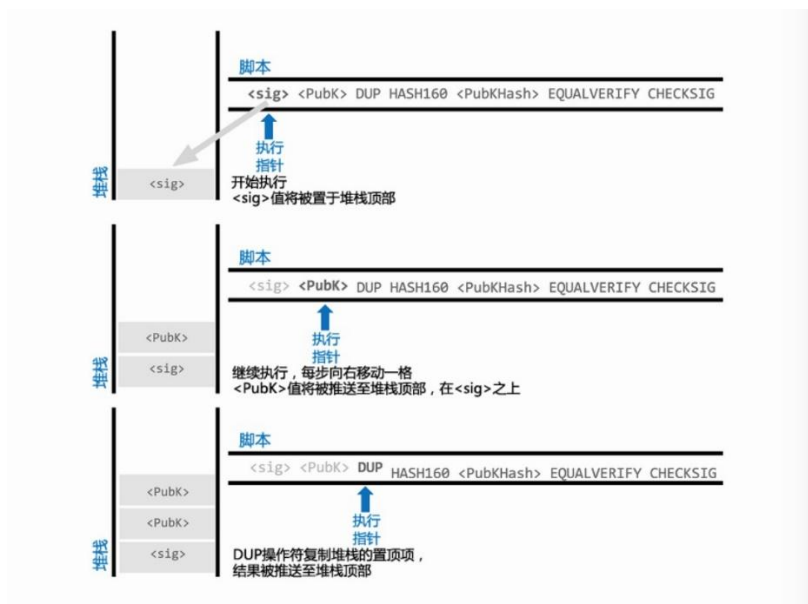 脚本
<sig> <PubK> DUP HASH160 <PubKHash> EQUALVERIFY CHECKSIG
执行
指针
堆栈
<sig>
开始执行
<sig>值将被置于堆栈顶部
脚本
<sig> <PubK> DUP HASH160 <PubKHash> EQUALVERIFY CHECKSIG
执行
指针
<PubK>
堆栈
<sig>
继续执行，每步向右移动一格
<PubK>值将被推送至堆栈顶部，在<sig>之上
脚本
<sig> <PubK> DUP HASH160 <PubKHash> EQUALVERIFY CHECKSIG
<PubK>
执行
指针
<PubK>
堆栈
<sig>
DUP操作符复制堆栈的置顶项，
结果被推送至堆栈顶部